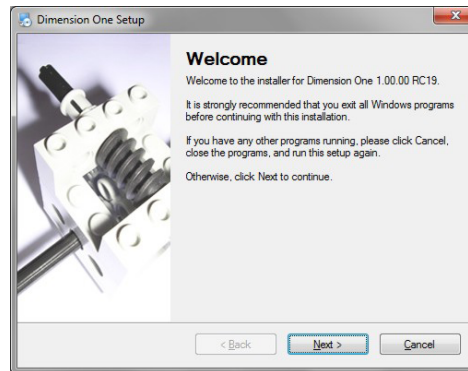 Dimension One Setup
Welcome
Welcome to the installer for Dimension One 1.00.00 RC19.
It is strongly recommended that you exit all Windows programs
before continuing with this installation.
If you have any other programs running, please click Cancel,
close the programs, and run this setup again.
Otherwise, click Next to continue.
< Back
Next >
Cancel